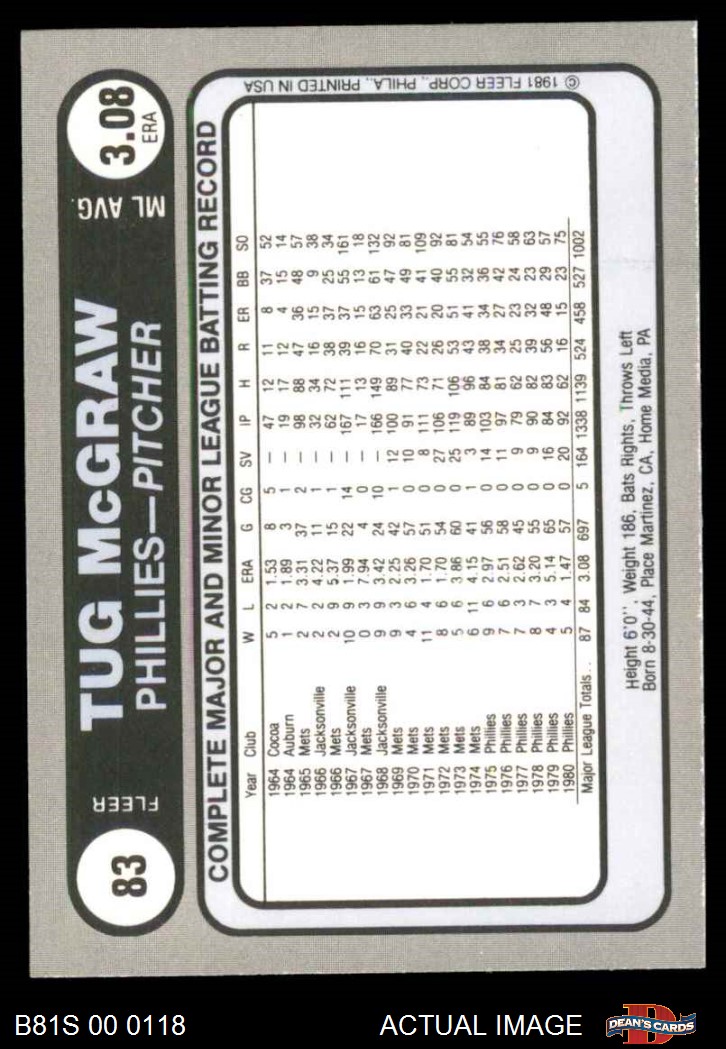 83
FLEER
TUG McGRAW
PHILLIES—PITCHER
ML AVG.
3.08
ERA
COMPLETE MAJOR AND MINOR LEAGUE BATTING RECORD
Year Club W L ERA G CG SV IP H R ER BB SO
1964 Cocoa 5 2 1.53 8 5 — 47 12 11 8 37 52
1964 Auburn 1 2 1.89 3 1 — 19 17 12 4 15 14
1965 Mets 2 7 3.31 37 2 — 98 88 47 36 48 57
1966 Jacksonville 2 2 4.22 11 1 — 32 34 16 15 9 38
1966 Mets 2 9 5.37 15 1 — 62 72 38 37 25 34
1967 Jacksonville 10 9 1.99 22 14 — 167 111 39 37 55 161
1967 Mets 0 3 7.94 4 0 — 17 13 16 15 13 18
1968 Jacksonville 9 9 3.42 24 10 — 166 149 70 63 61 132
1969 Mets 9 3 2.25 42 1 12 100 89 31 25 47 92
1970 Mets 4 6 3.26 57 0 10 91 77 40 33 49 81
1971 Mets 11 4 1.70 51 0 8 111 73 22 21 41 109
1972 Mets 8 6 1.70 54 0 27 106 71 26 20 40 92
1973 Mets 5 6 3.86 60 0 25 119 106 53 51 55 81
1974 Mets 6 11 4.15 41 1 3 89 96 43 41 32 54
1975 Phillies 9 6 2.97 56 0 14 103 84 38 34 36 55
1976 Phillies 7 6 2.51 58 0 11 97 81 34 27 42 76
1977 Phillies 7 3 2.62 45 0 9 79 62 25 23 24 58
1978 Phillies 8 7 3.20 55 0 9 90 82 39 32 23 63
1979 Phillies 4 3 5.14 65 0 16 84 83 56 48 29 57
1980 Phillies 5 4 1.47 57 0 20 92 62 16 15 23 75
Major League Totals.. 87 84 3.08 697 5 164 1338 1139 524 458 527 1002
Height 6'0'', Weight 186, Bats Rights, Throws Left
Born 8-30-44, Place Martinez, CA, Home Media, PA
© 1981 FLEER CORP., PHILA., PRINTED IN USA
B81S 00 0118
ACTUAL IMAGE
D
DEAN'S CARDS